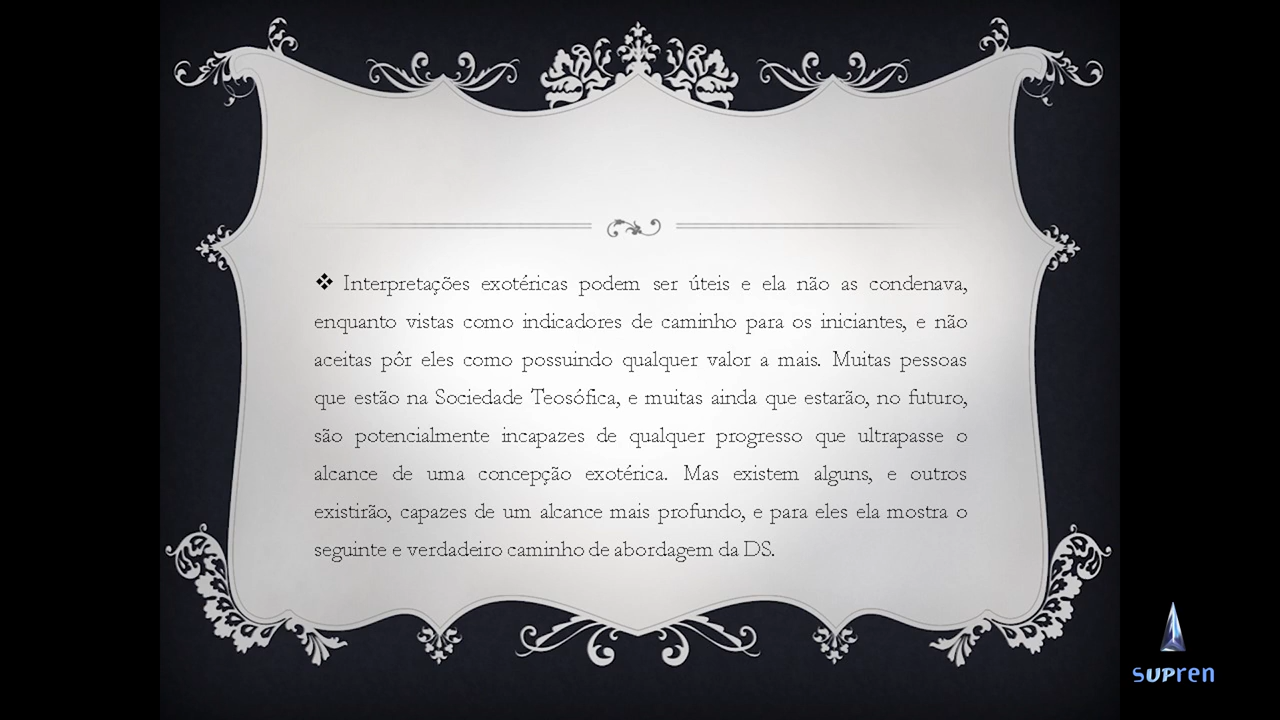 ❖ Interpretações exotéricas podem ser úteis e ela não as condenava,
enquanto vistas como indicadores de caminho para os iniciantes, e não
aceitas pôr eles como possuindo qualquer valor a mais. Muitas pessoas
que estão na Sociedade Teosófica, e muitas ainda que estarão, no futuro,
são potencialmente incapazes de qualquer progresso que ultrapasse o
alcance de uma concepção exotérica. Mas existem alguns, e outros
existirão, capazes de um alcance mais profundo, e para eles ela mostra o
seguinte e verdadeiro caminho de abordagem da DS.
supren